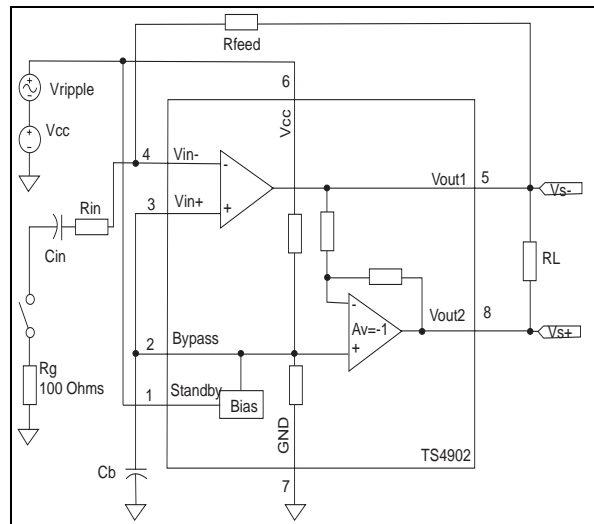 Rfeed
6
Vripple
Vcc
Vcc
4
Vin-
-
Vout1
5
Vs-
Rin
3
Vin+
+
Cin
RL
-
Av=-1
Vout2
8
Vs+
+
2
Bypass
Rg
100 Ohms
1
Standby
Bias
GND
TS4902
Cb
7